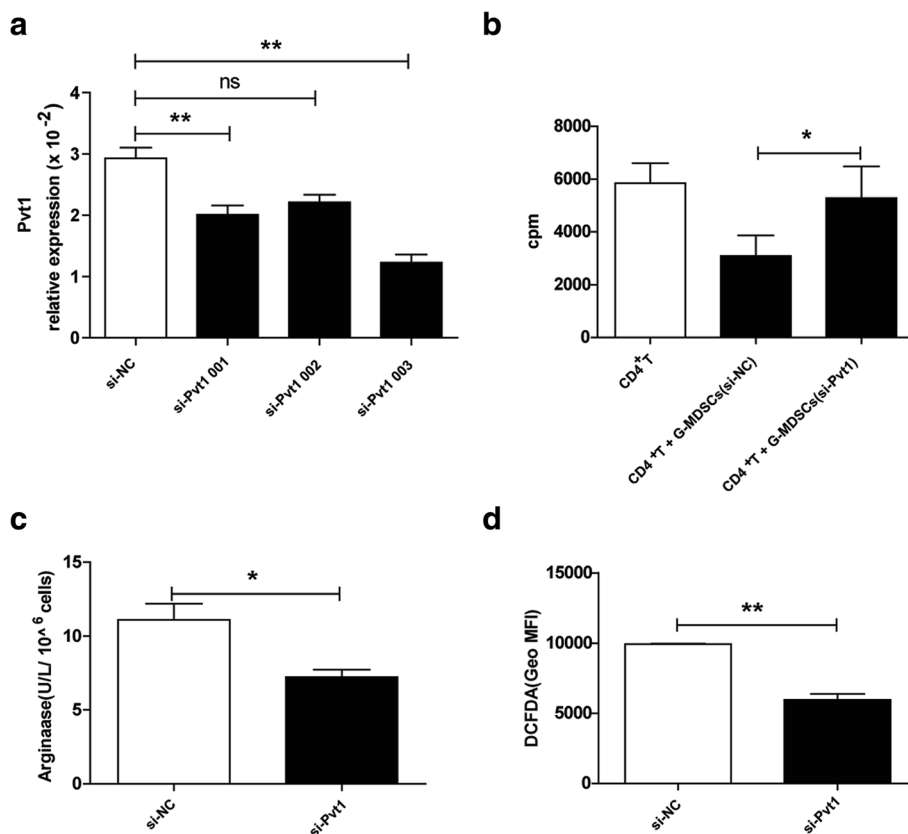 a
**
ns
**
4
3
2
1
0
Pvt1
relative expression (x 10 -2)
si-NC
si-Pvt1 001
si-Pvt1 002
si-Pvt1 003
b
*
8000
6000
4000
2000
0
cpm
CD4+T
CD4 +T + G-MDSCs(si-NC)
CD4 +T + G-MDSCs(si-Pvt1)
c
*
15
10
5
0
Arginaase(U/L/ 10^ 6 cells)
si-NC
si-Pvt1
d
**
15000
10000
5000
0
DCFDA(Geo MFI)
si-NC
si-Pvt1